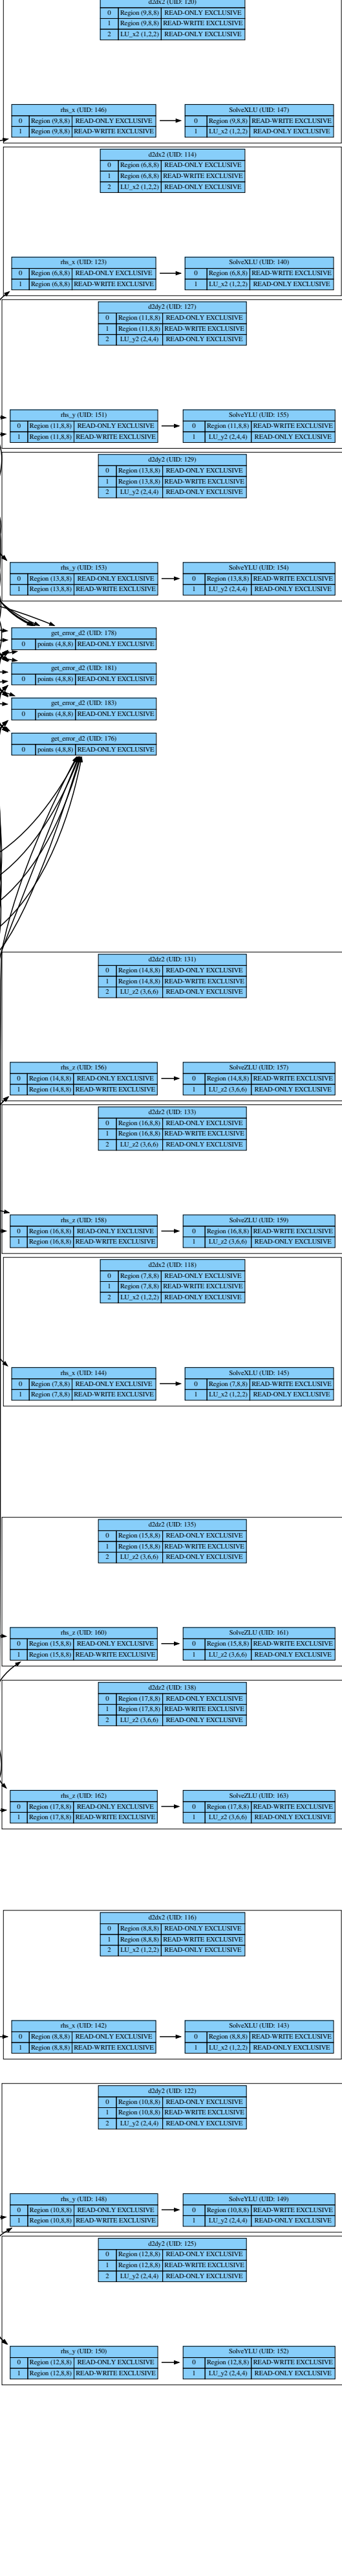 d2dx2 (UID: 120)
0 Region (9,8,8) READ-ONLY EXCLUSIVE
1 Region (9,8,8) READ-WRITE EXCLUSIVE
2 LU_x2 (1,2,2) READ-ONLY EXCLUSIVE
rhs_x (UID: 146)
0 Region (9,8,8) READ-ONLY EXCLUSIVE
1 Region (9,8,8) READ-WRITE EXCLUSIVE
SolveXLU (UID: 147)
0 Region (9,8,8) READ-WRITE EXCLUSIVE
1 LU_x2 (1,2,2) READ-ONLY EXCLUSIVE
d2dx2 (UID: 114)
0 Region (6,8,8) READ-ONLY EXCLUSIVE
1 Region (6,8,8) READ-WRITE EXCLUSIVE
2 LU_x2 (1,2,2) READ-ONLY EXCLUSIVE
rhs_x (UID: 123)
0 Region (6,8,8) READ-ONLY EXCLUSIVE
1 Region (6,8,8) READ-WRITE EXCLUSIVE
SolveXLU (UID: 140)
0 Region (6,8,8) READ-WRITE EXCLUSIVE
1 LU_x2 (1,2,2) READ-ONLY EXCLUSIVE
d2dy2 (UID: 127)
0 Region (11,8,8) READ-ONLY EXCLUSIVE
1 Region (11,8,8) READ-WRITE EXCLUSIVE
2 LU_y2 (2,4,4) READ-ONLY EXCLUSIVE
rhs_y (UID: 151)
0 Region (11,8,8) READ-ONLY EXCLUSIVE
1 Region (11,8,8) READ-WRITE EXCLUSIVE
SolveYLU (UID: 155)
0 Region (11,8,8) READ-WRITE EXCLUSIVE
1 LU_y2 (2,4,4) READ-ONLY EXCLUSIVE
d2dy2 (UID: 129)
0 Region (13,8,8) READ-ONLY EXCLUSIVE
1 Region (13,8,8) READ-WRITE EXCLUSIVE
2 LU_y2 (2,4,4) READ-ONLY EXCLUSIVE
rhs_y (UID: 153)
0 Region (13,8,8) READ-ONLY EXCLUSIVE
1 Region (13,8,8) READ-WRITE EXCLUSIVE
SolveYLU (UID: 154)
0 Region (13,8,8) READ-WRITE EXCLUSIVE
1 LU_y2 (2,4,4) READ-ONLY EXCLUSIVE
get_error_d2 (UID: 178)
0 points (4,8,8) READ-ONLY EXCLUSIVE
get_error_d2 (UID: 181)
0 points (4,8,8) READ-ONLY EXCLUSIVE
get_error_d2 (UID: 183)
0 points (4,8,8) READ-ONLY EXCLUSIVE
get_error_d2 (UID: 176)
0 points (4,8,8) READ-ONLY EXCLUSIVE
d2dz2 (UID: 131)
0 Region (14,8,8) READ-ONLY EXCLUSIVE
1 Region (14,8,8) READ-WRITE EXCLUSIVE
2 LU_z2 (3,6,6) READ-ONLY EXCLUSIVE
rhs_z (UID: 156)
0 Region (14,8,8) READ-ONLY EXCLUSIVE
1 Region (14,8,8) READ-WRITE EXCLUSIVE
SolveZLU (UID: 157)
0 Region (14,8,8) READ-WRITE EXCLUSIVE
1 LU_z2 (3,6,6) READ-ONLY EXCLUSIVE
d2dz2 (UID: 133)
0 Region (16,8,8) READ-ONLY EXCLUSIVE
1 Region (16,8,8) READ-WRITE EXCLUSIVE
2 LU_z2 (3,6,6) READ-ONLY EXCLUSIVE
rhs_z (UID: 158)
0 Region (16,8,8) READ-ONLY EXCLUSIVE
1 Region (16,8,8) READ-WRITE EXCLUSIVE
SolveZLU (UID: 159)
0 Region (16,8,8) READ-WRITE EXCLUSIVE
1 LU_z2 (3,6,6) READ-ONLY EXCLUSIVE
d2dx2 (UID: 118)
0 Region (7,8,8) READ-ONLY EXCLUSIVE
1 Region (7,8,8) READ-WRITE EXCLUSIVE
2 LU_x2 (1,2,2) READ-ONLY EXCLUSIVE
rhs_x (UID: 144)
0 Region (7,8,8) READ-ONLY EXCLUSIVE
1 Region (7,8,8) READ-WRITE EXCLUSIVE
SolveXLU (UID: 145)
0 Region (7,8,8) READ-WRITE EXCLUSIVE
1 LU_x2 (1,2,2) READ-ONLY EXCLUSIVE
d2dz2 (UID: 135)
0 Region (15,8,8) READ-ONLY EXCLUSIVE
1 Region (15,8,8) READ-WRITE EXCLUSIVE
2 LU_z2 (3,6,6) READ-ONLY EXCLUSIVE
rhs_z (UID: 160)
0 Region (15,8,8) READ-ONLY EXCLUSIVE
1 Region (15,8,8) READ-WRITE EXCLUSIVE
SolveZLU (UID: 161)
0 Region (15,8,8) READ-WRITE EXCLUSIVE
1 LU_z2 (3,6,6) READ-ONLY EXCLUSIVE
d2dz2 (UID: 138)
0 Region (17,8,8) READ-ONLY EXCLUSIVE
1 Region (17,8,8) READ-WRITE EXCLUSIVE
2 LU_z2 (3,6,6) READ-ONLY EXCLUSIVE
rhs_z (UID: 162)
0 Region (17,8,8) READ-ONLY EXCLUSIVE
1 Region (17,8,8) READ-WRITE EXCLUSIVE
SolveZLU (UID: 163)
0 Region (17,8,8) READ-WRITE EXCLUSIVE
1 LU_z2 (3,6,6) READ-ONLY EXCLUSIVE
d2dx2 (UID: 116)
0 Region (8,8,8) READ-ONLY EXCLUSIVE
1 Region (8,8,8) READ-WRITE EXCLUSIVE
2 LU_x2 (1,2,2) READ-ONLY EXCLUSIVE
rhs_x (UID: 142)
0 Region (8,8,8) READ-ONLY EXCLUSIVE
1 Region (8,8,8) READ-WRITE EXCLUSIVE
SolveXLU (UID: 143)
0 Region (8,8,8) READ-WRITE EXCLUSIVE
1 LU_x2 (1,2,2) READ-ONLY EXCLUSIVE
d2dy2 (UID: 122)
0 Region (10,8,8) READ-ONLY EXCLUSIVE
1 Region (10,8,8) READ-WRITE EXCLUSIVE
2 LU_y2 (2,4,4) READ-ONLY EXCLUSIVE
rhs_y (UID: 148)
0 Region (10,8,8) READ-ONLY EXCLUSIVE
1 Region (10,8,8) READ-WRITE EXCLUSIVE
SolveYLU (UID: 149)
0 Region (10,8,8) READ-WRITE EXCLUSIVE
1 LU_y2 (2,4,4) READ-ONLY EXCLUSIVE
d2dy2 (UID: 125)
0 Region (12,8,8) READ-ONLY EXCLUSIVE
1 Region (12,8,8) READ-WRITE EXCLUSIVE
2 LU_y2 (2,4,4) READ-ONLY EXCLUSIVE
rhs_y (UID: 150)
0 Region (12,8,8) READ-ONLY EXCLUSIVE
1 Region (12,8,8) READ-WRITE EXCLUSIVE
SolveYLU (UID: 152)
0 Region (12,8,8) READ-WRITE EXCLUSIVE
1 LU_y2 (2,4,4) READ-ONLY EXCLUSIVE